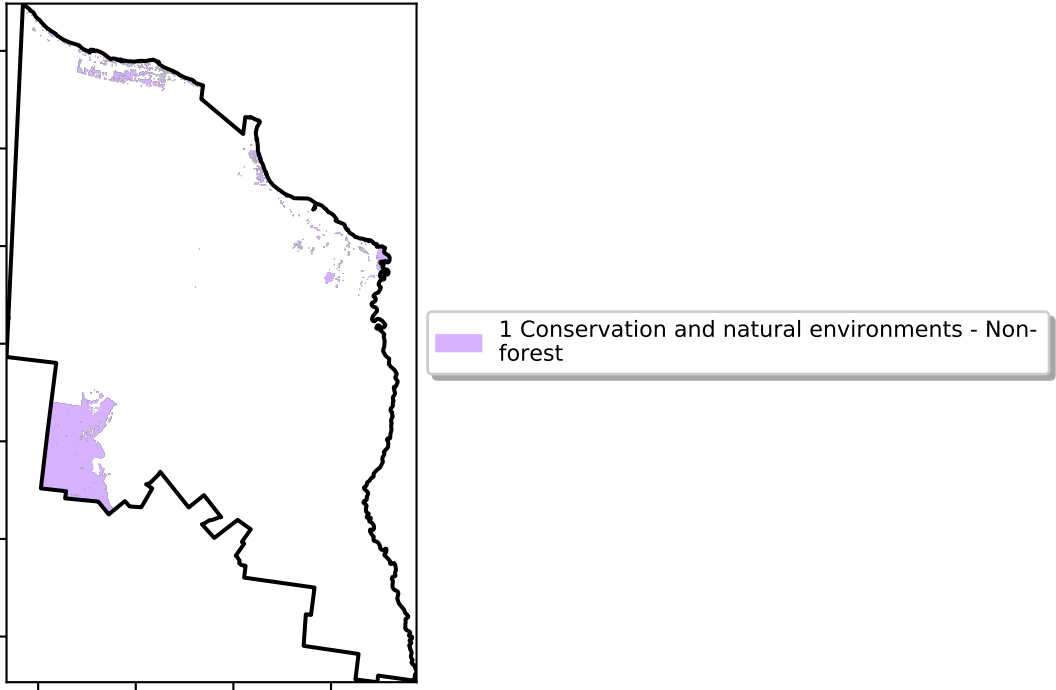 1 Conservation and natural environments - Non-
forest